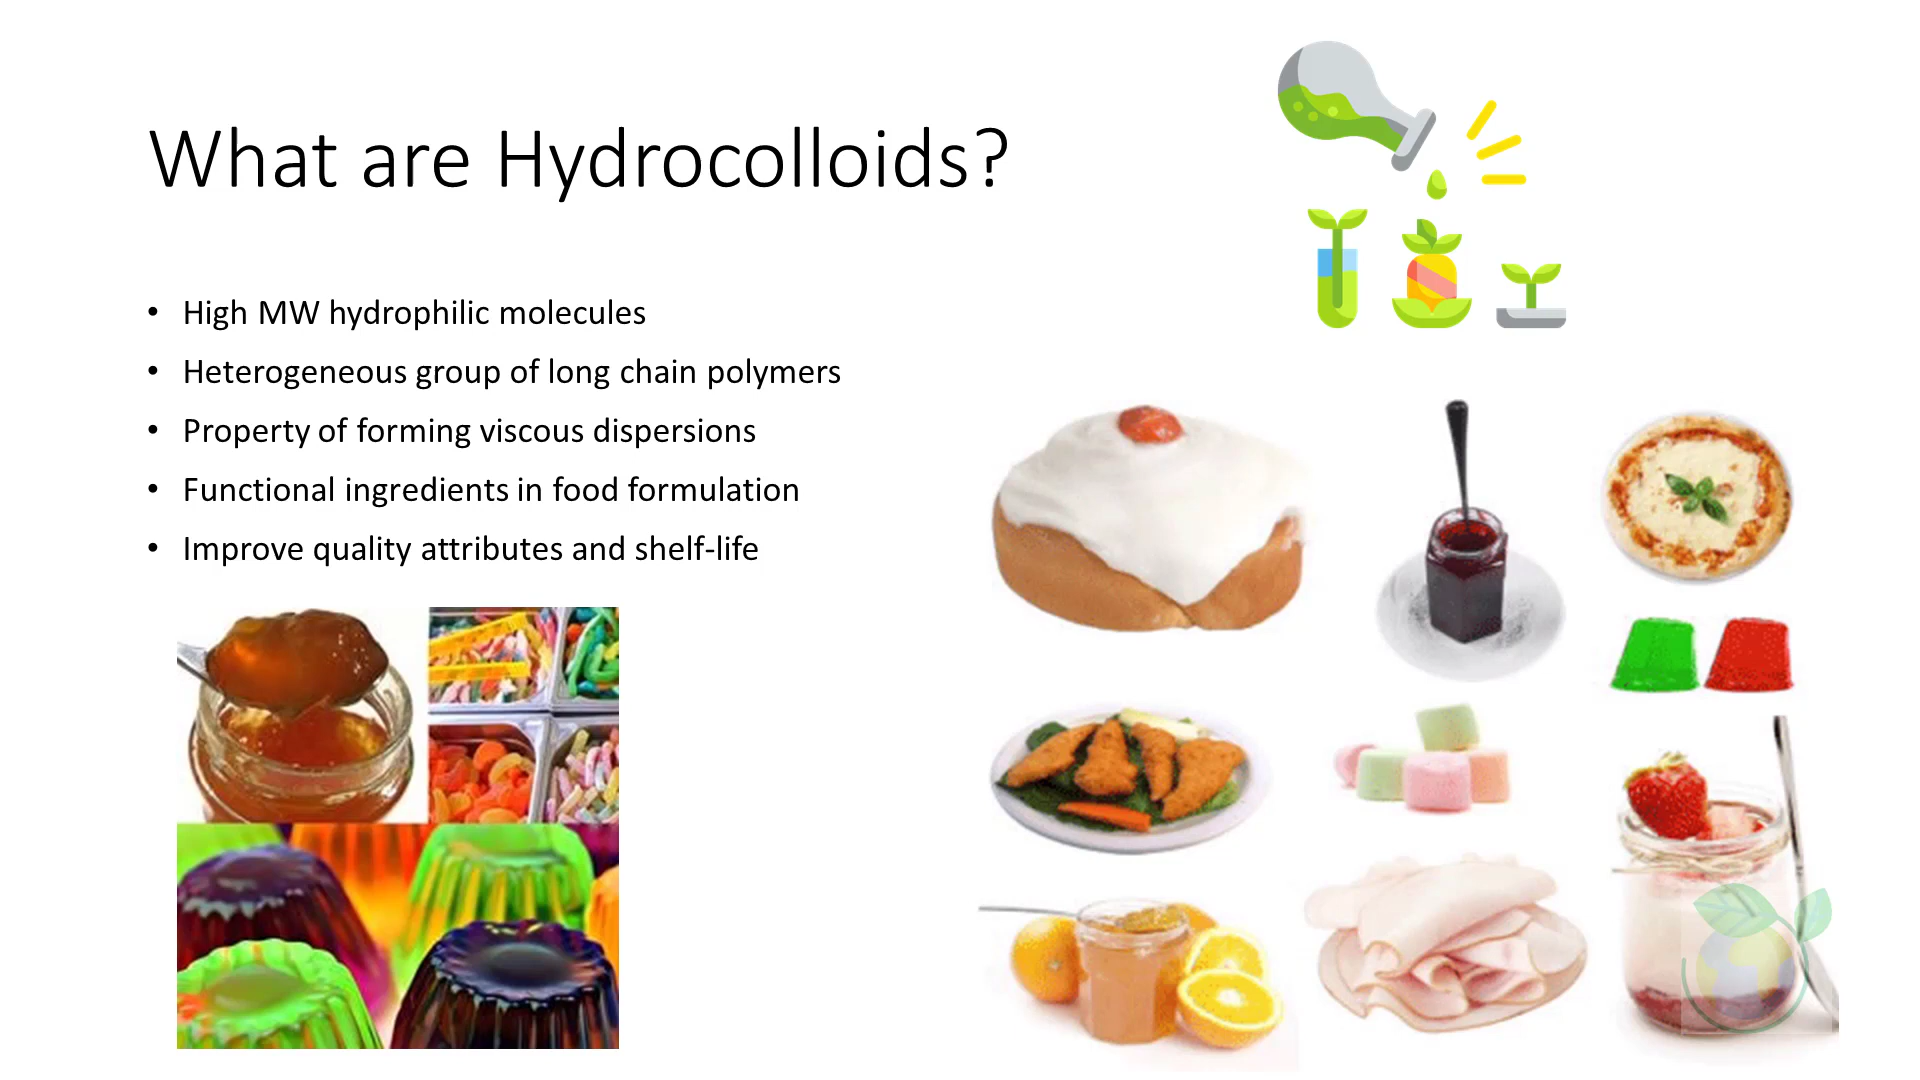 What are Hydrocolloids?
• High MW hydrophilic molecules
• Heterogeneous group of long chain polymers
• Property of forming viscous dispersions
• Functional ingredients in food formulation
• Improve quality attributes and shelf-life